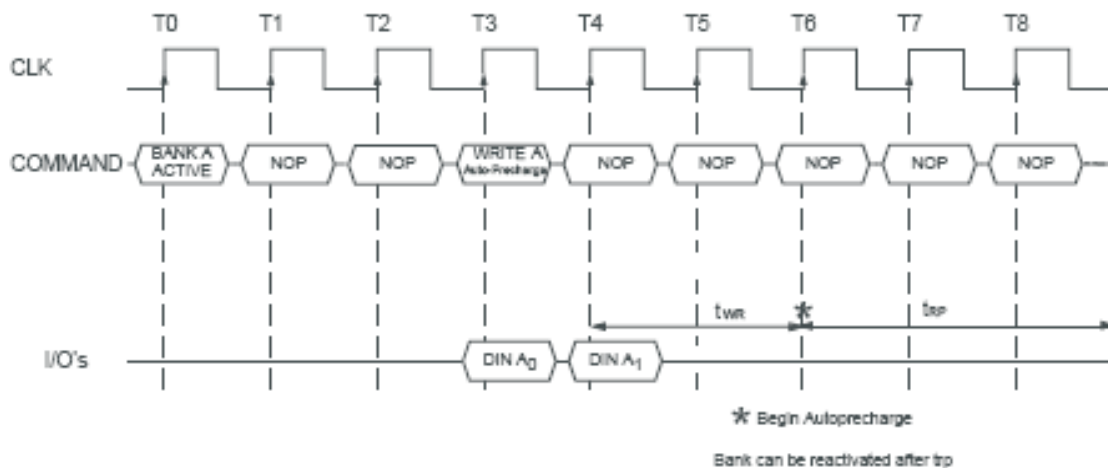 T0 T1 T2 T3 T4 T5 T6 T7 T8
CLK
COMMAND
BANK A
ACTIVE
NOP
NOP
WRITE A
Auto-Precharge
NOP
NOP
NOP
NOP
NOP
tWR
*
tRP
I/O's
DIN A0
DIN A1
* Begin Autoprecharge
Bank can be reactivated after trp